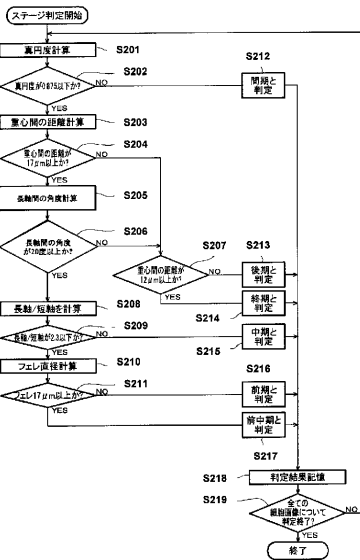 ステージ判定開始
真円度計算
S201
S202
真円度が0.875以下か?
NO
YES
S212
間期と
判定
重心間の距離計算
S203
S204
重心間の距離が
17μm以上か?
NO
YES
S205
長軸間の角度計算
S206
長軸間の角度
が20度以上か?
NO
YES
S207
重心間の距離が
12μm以上か?
NO
YES
S213
後期と
判定
S214
終期と
判定
S208
長軸/短軸を計算
S209
長軸/短軸が2.3以下か?
NO
YES
S215
中期と
判定
S210
フェレ直径計算
S211
フェレ17μm以上か?
NO
YES
S216
前期と
判定
前中期と
判定
S217
S218
判定結果記憶
S219
全ての
細胞画像について
判定終了?
NO
YES
終了